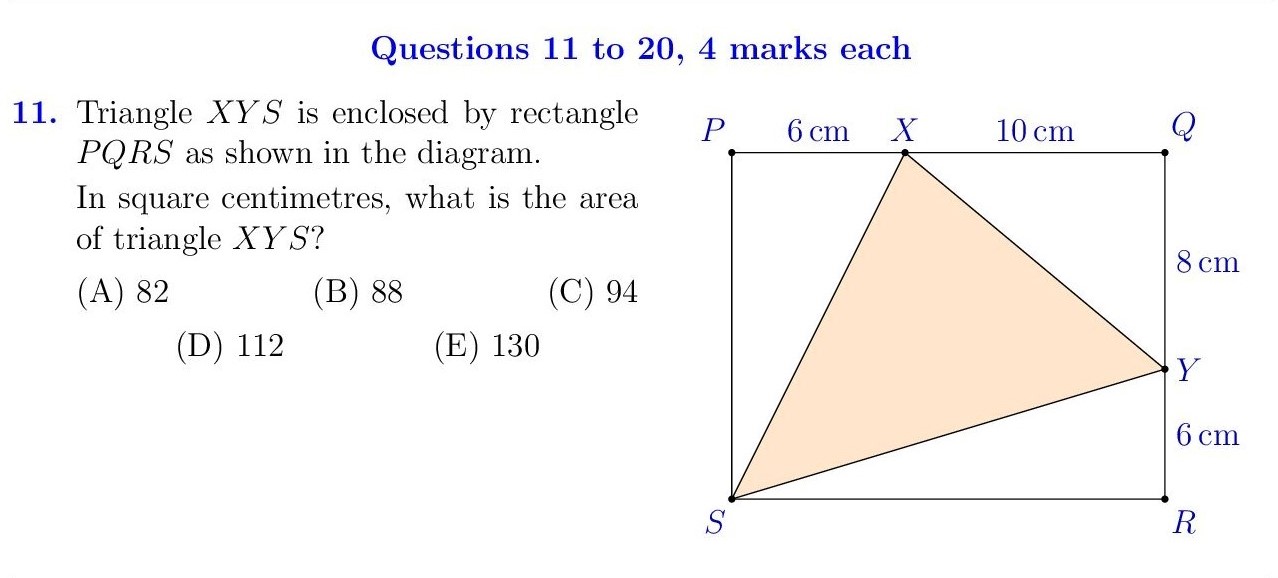 Questions 11 to 20, 4 marks each
11. Triangle XYS is enclosed by rectangle
PQRS as shown in the diagram.
In square centimetres, what is the area
of triangle XYS?
(A) 82 (B) 88 (C) 94
(D) 112 (E) 130
P 6 cm X 10 cm Q
8 cm
Y
6 cm
S R